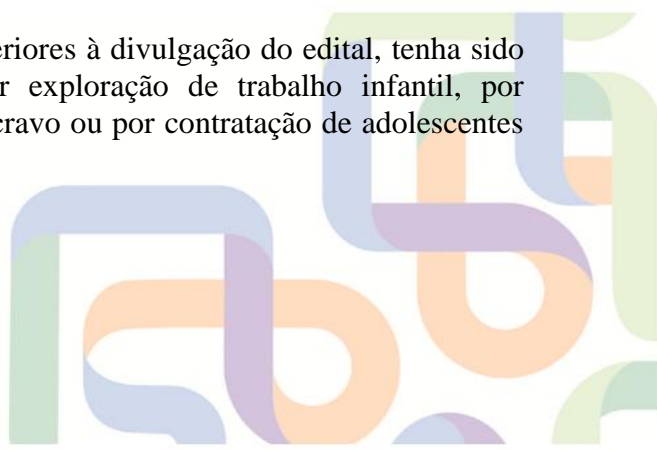 eriores à divulgação do edital, tenha sido
r exploração de trabalho infantil, por
cravo ou por contratação de adolescentes